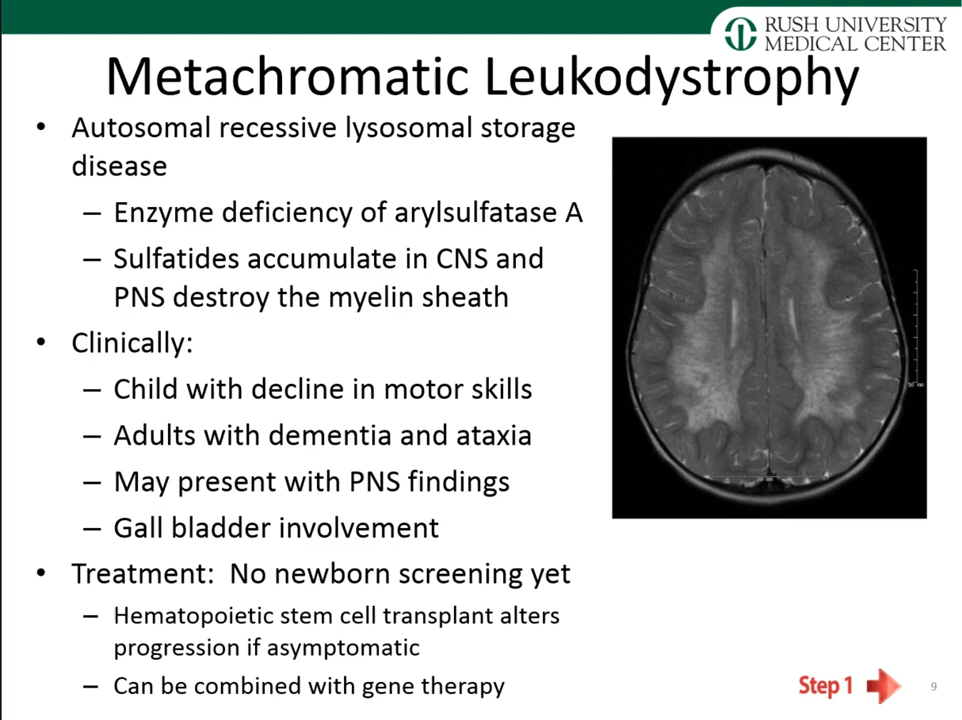 RUSH UNIVERSITY
MEDICAL CENTER
Metachromatic Leukodystrophy
• Autosomal recessive lysosomal storage
disease
– Enzyme deficiency of arylsulfatase A
– Sulfatides accumulate in CNS and
PNS destroy the myelin sheath
• Clinically:
– Child with decline in motor skills
– Adults with dementia and ataxia
– May present with PNS findings
– Gall bladder involvement
• Treatment: No newborn screening yet
– Hematopoietic stem cell transplant alters
progression if asymptomatic
– Can be combined with gene therapy
Step 1
9